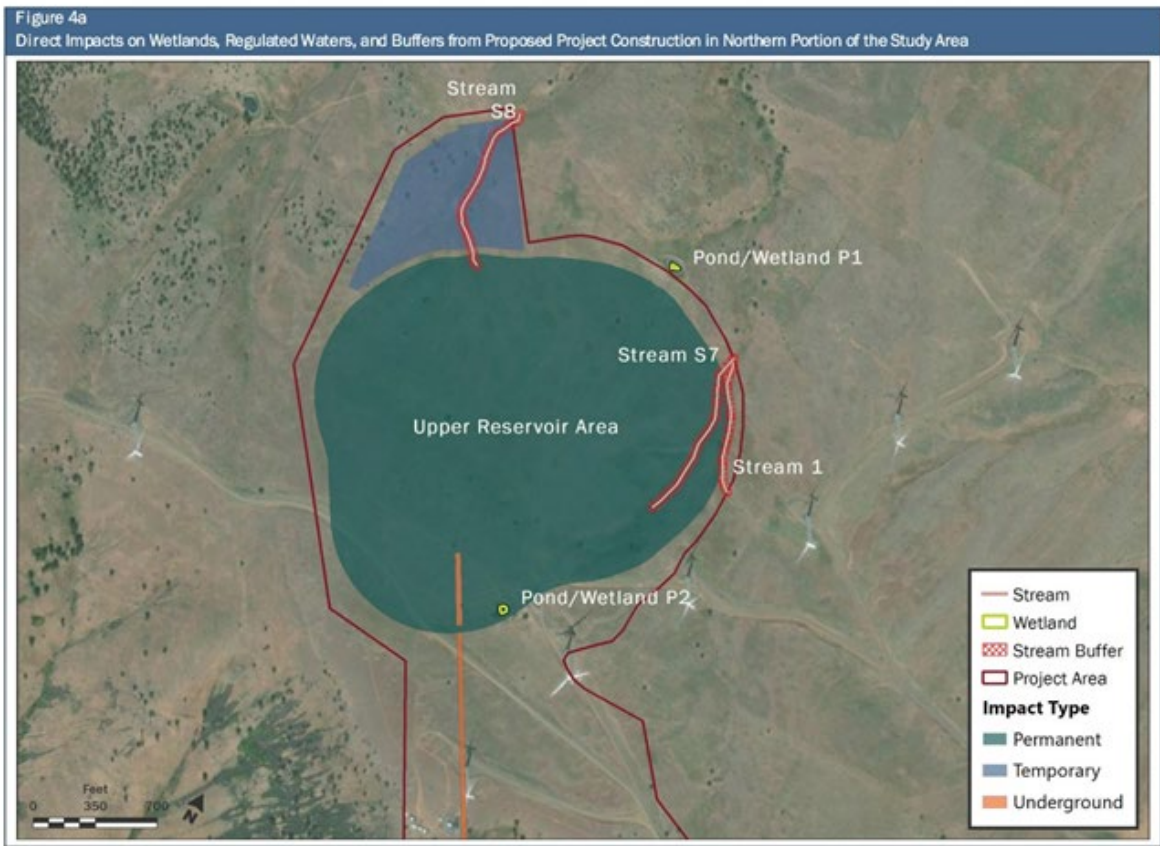 Figure 4a
Direct Impacts on Wetlands, Regulated Waters, and Buffers from Proposed Project Construction in Northern Portion of the Study Area
Stream
S8
Pond/Wetland P1
Stream S7
Upper Reservoir Area
Stream 1
Pond/Wetland P2
Stream
Wetland
Stream Buffer
Project Area
Impact Type
Permanent
Temporary
Underground
Feet
0 350 700
N